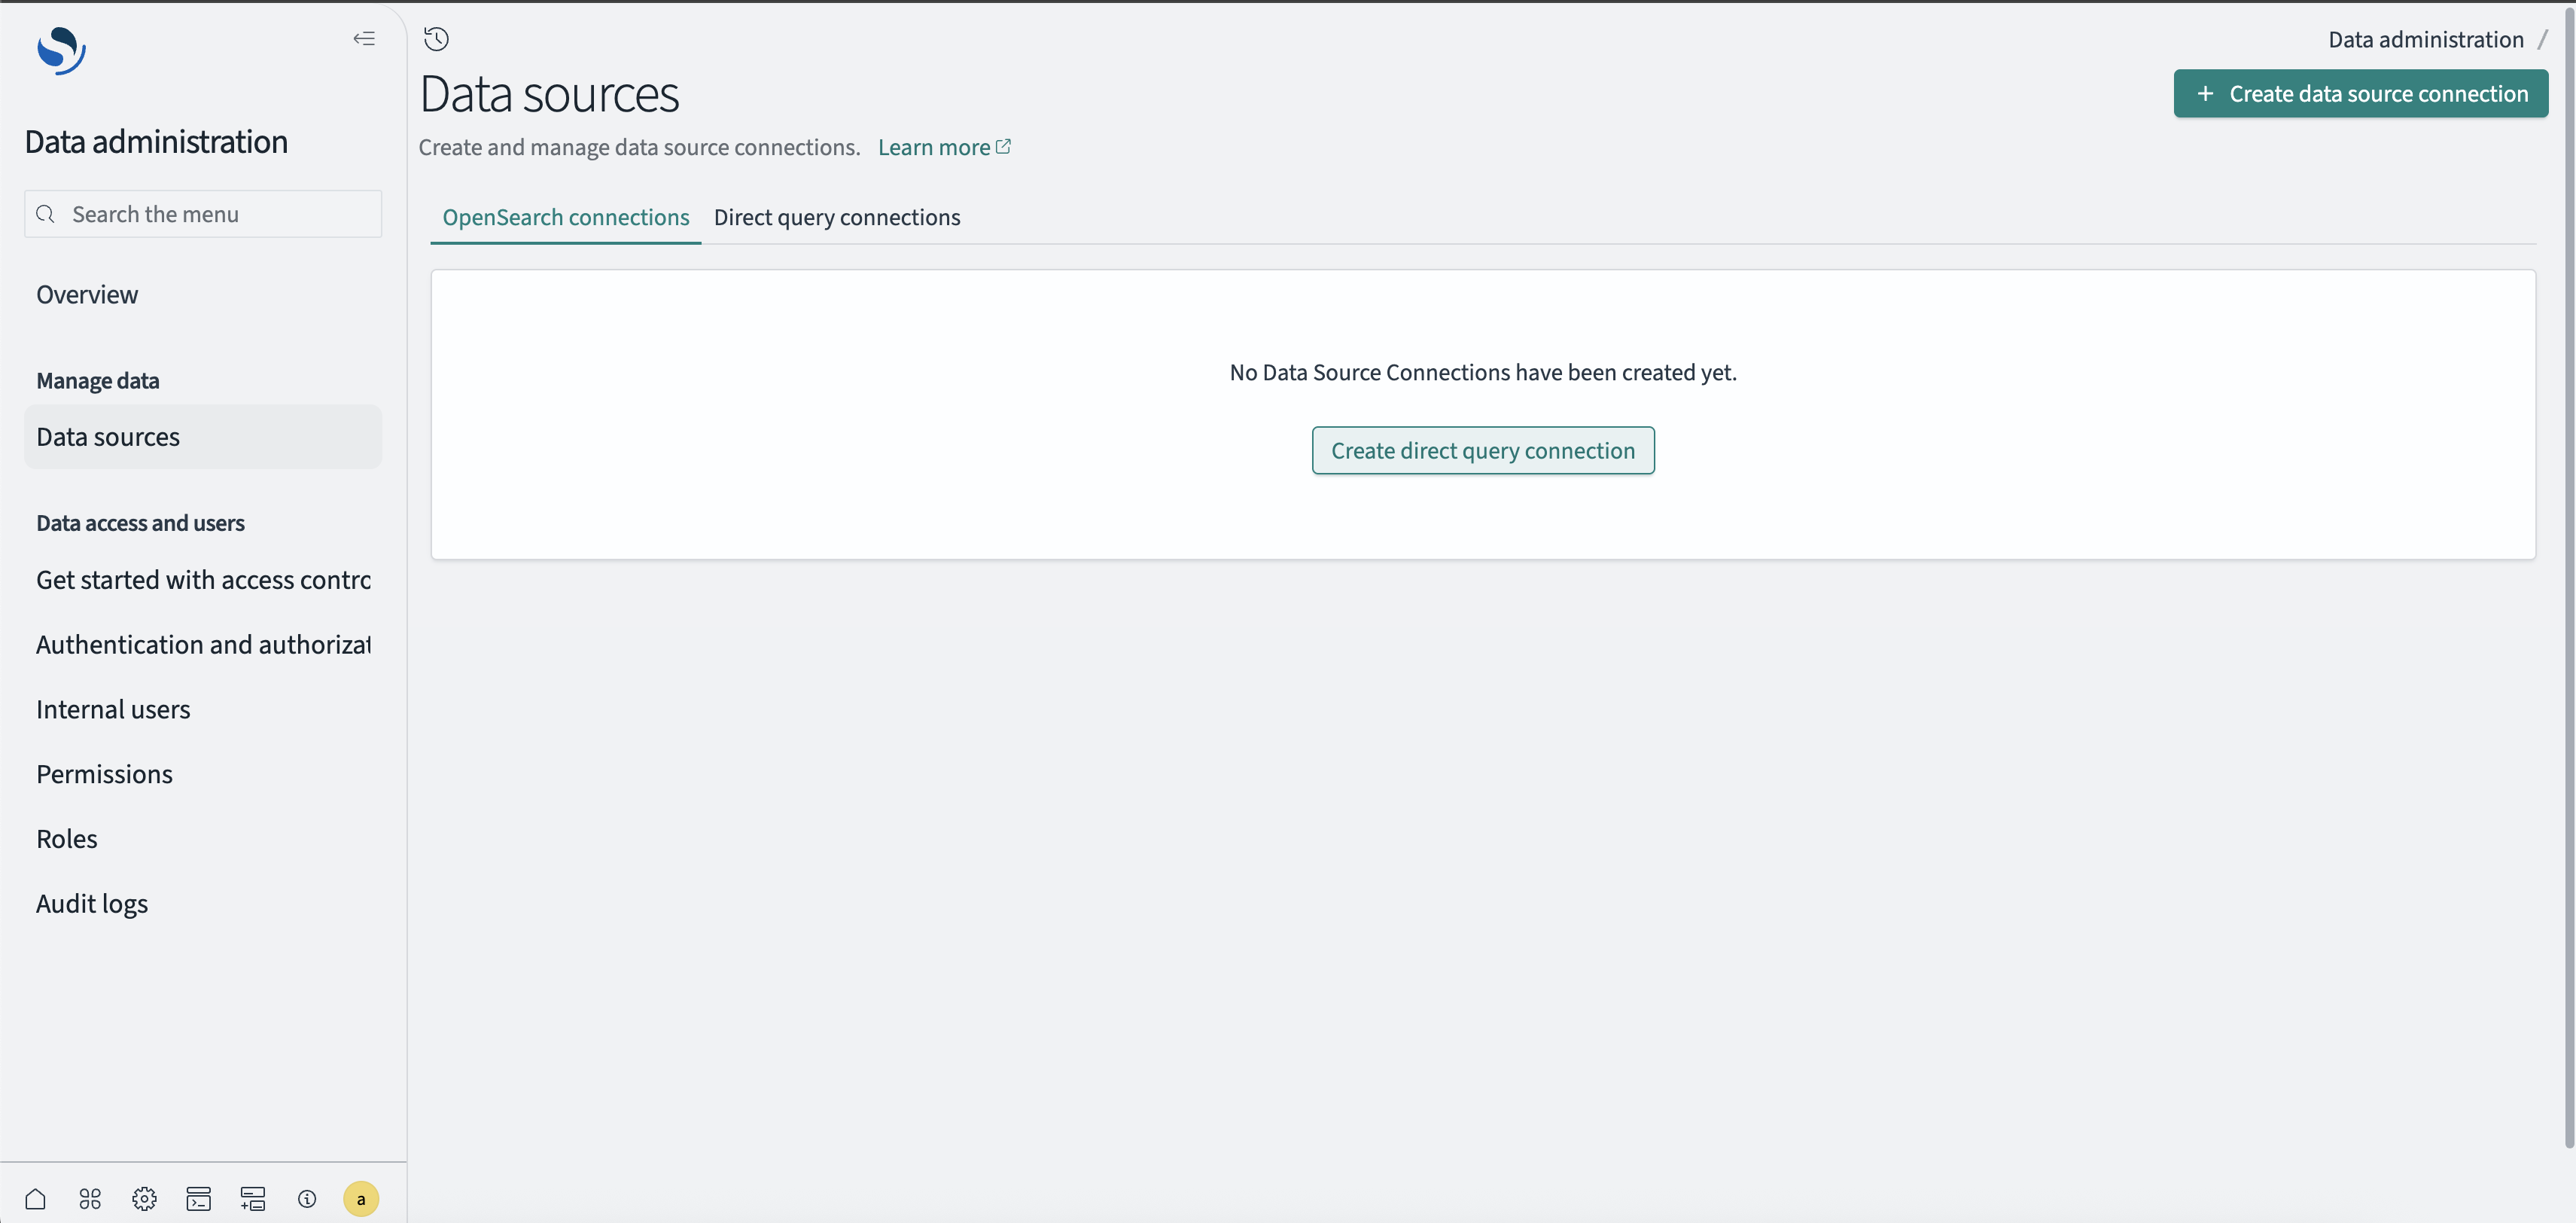 Data administration
Search the menu
Overview
Manage data
Data sources
Data access and users
Get started with access contro
Authentication and authorizat
Internal users
Permissions
Roles
Audit logs
a
Data administration /
Data sources
Create data source connection
Create and manage data source connections. Learn more
OpenSearch connections
Direct query connections
No Data Source Connections have been created yet.
Create direct query connection